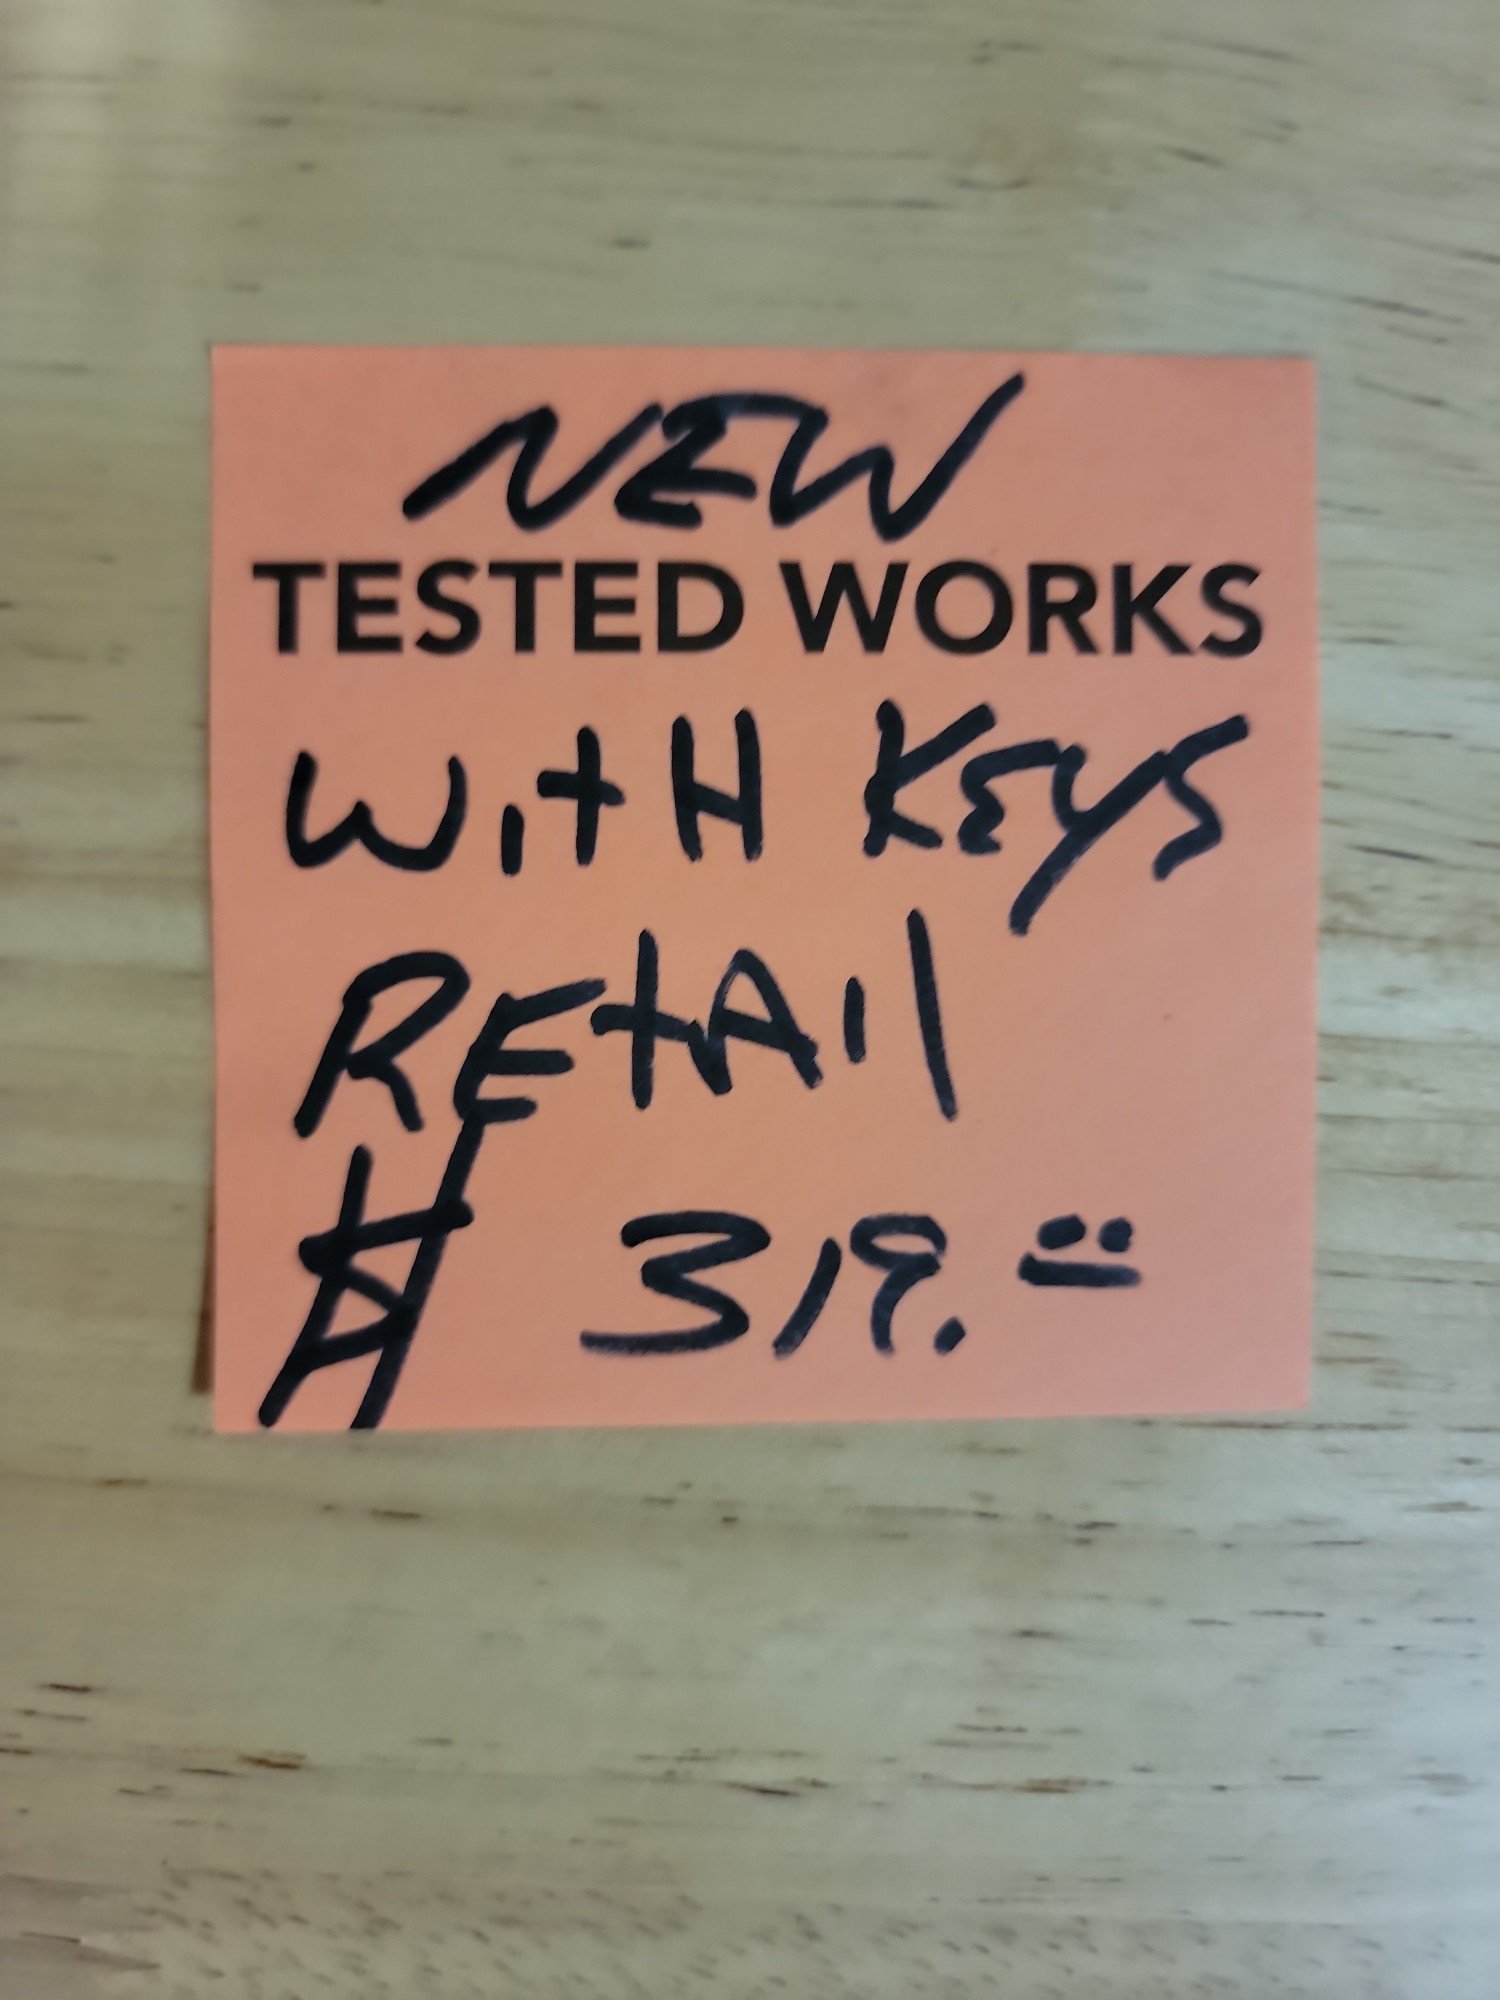 NEW
TESTED WORKS
WitH KEYS
REtAil
$ 319.00